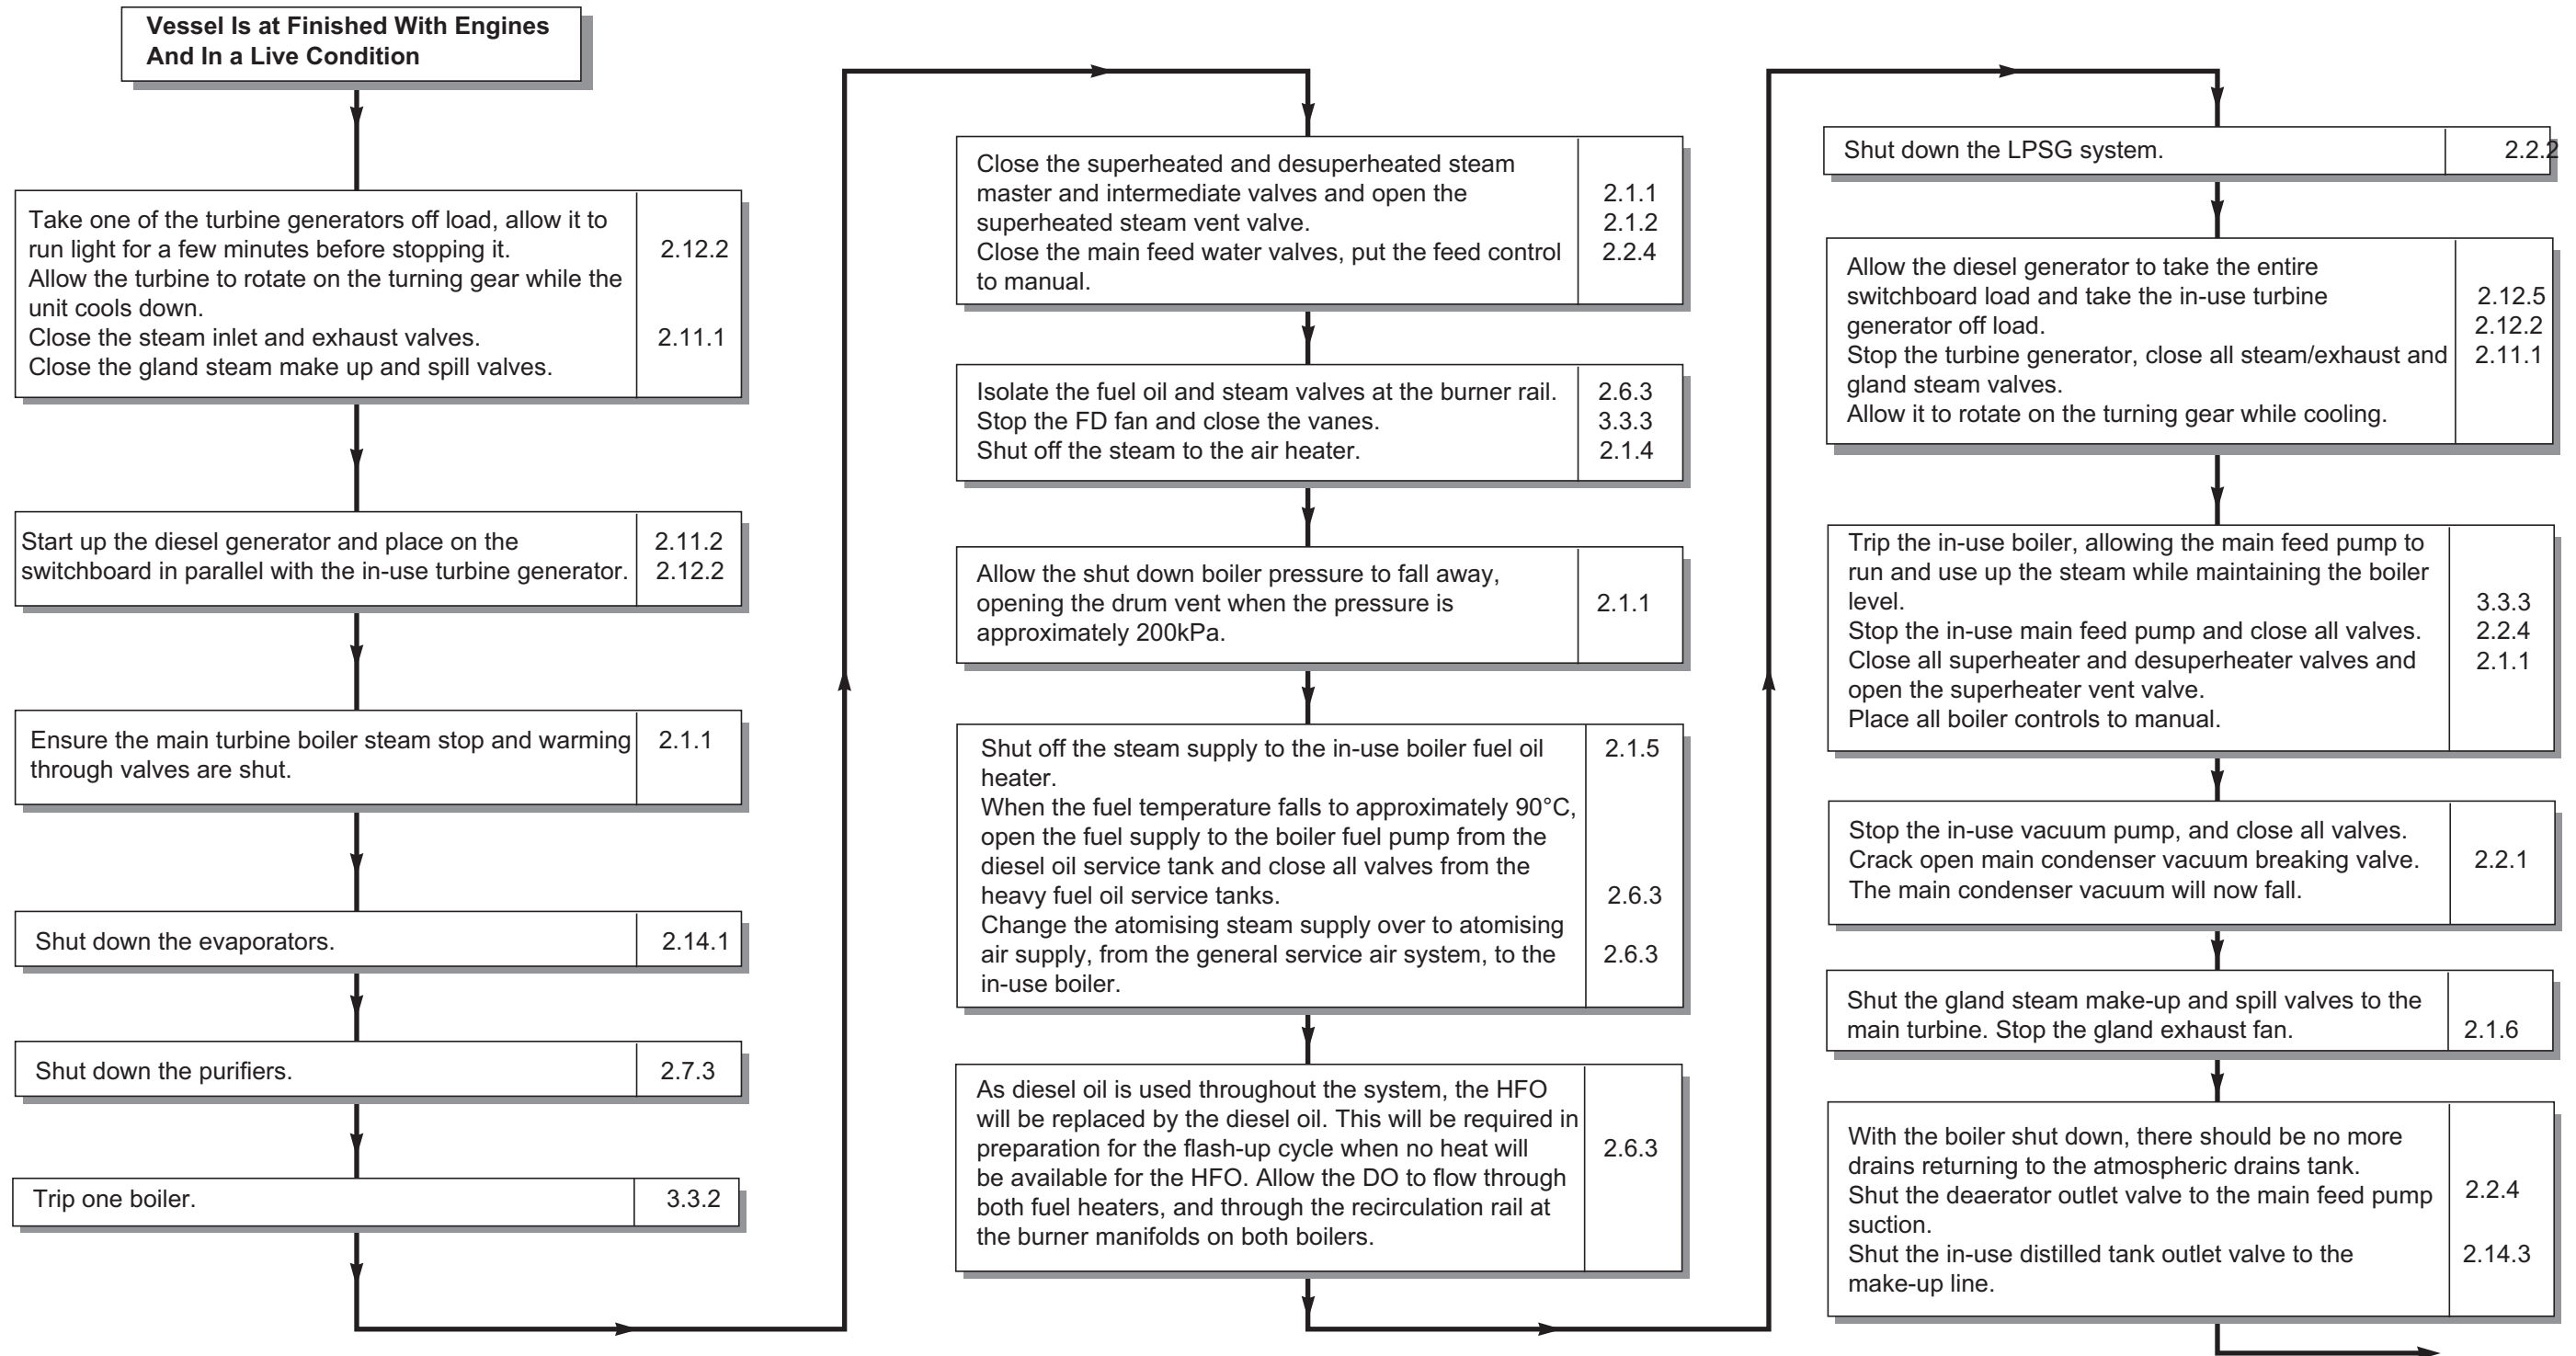 Vessel Is at Finished With Engines
And In a Live Condition
Take one of the turbine generators off load, allow it to
run light for a few minutes before stopping it. 2.12.2
Allow the turbine to rotate on the turning gear while the
unit cools down.
Close the steam inlet and exhaust valves. 2.11.1
Close the gland steam make up and spill valves.
Start up the diesel generator and place on the 2.11.2
switchboard in parallel with the in-use turbine generator. 2.12.2
Ensure the main turbine boiler steam stop and warming 2.1.1
through valves are shut.
Shut down the evaporators. 2.14.1
Shut down the purifiers. 2.7.3
Trip one boiler. 3.3.2
Close the superheated and desuperheated steam
master and intermediate valves and open the 2.1.1
superheated steam vent valve. 2.1.2
Close the main feed water valves, put the feed control 2.2.4
to manual.
Isolate the fuel oil and steam valves at the burner rail. 2.6.3
Stop the FD fan and close the vanes. 3.3.3
Shut off the steam to the air heater. 2.1.4
Allow the shut down boiler pressure to fall away,
opening the drum vent when the pressure is 2.1.1
approximately 200kPa.
Shut off the steam supply to the in-use boiler fuel oil 2.1.5
heater.
When the fuel temperature falls to approximately 90°C,
open the fuel supply to the boiler fuel pump from the
diesel oil service tank and close all valves from the
heavy fuel oil service tanks. 2.6.3
Change the atomising steam supply over to atomising
air supply, from the general service air system, to the 2.6.3
in-use boiler.
As diesel oil is used throughout the system, the HFO
will be replaced by the diesel oil. This will be required in
preparation for the flash-up cycle when no heat will 2.6.3
be available for the HFO. Allow the DO to flow through
both fuel heaters, and through the recirculation rail at
the burner manifolds on both boilers.
Shut down the LPSG system. 2.2.2
Allow the diesel generator to take the entire
switchboard load and take the in-use turbine 2.12.5
generator off load. 2.12.2
Stop the turbine generator, close all steam/exhaust and 2.11.1
gland steam valves.
Allow it to rotate on the turning gear while cooling.
Trip the in-use boiler, allowing the main feed pump to
run and use up the steam while maintaining the boiler
level. 3.3.3
Stop the in-use main feed pump and close all valves. 2.2.4
Close all superheater and desuperheater valves and 2.1.1
open the superheater vent valve.
Place all boiler controls to manual.
Stop the in-use vacuum pump, and close all valves.
Crack open main condenser vacuum breaking valve. 2.2.1
The main condenser vacuum will now fall.
Shut the gland steam make-up and spill valves to the
main turbine. Stop the gland exhaust fan. 2.1.6
With the boiler shut down, there should be no more
drains returning to the atmospheric drains tank.
Shut the deaerator outlet valve to the main feed pump 2.2.4
suction.
Shut the in-use distilled tank outlet valve to the 2.14.3
make-up line.